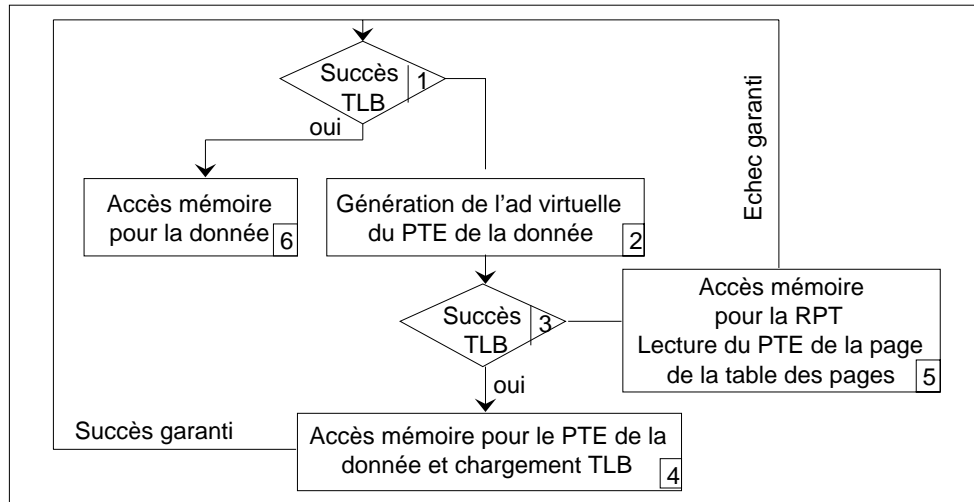 Succès
TLB
1
oui
Accès mémoire
pour la donnée
6
Génération de l'ad virtuelle
du PTE de la donnée
2
Echec garanti
Succès
TLB
3
Accès mémoire
pour la RPT
Lecture du PTE de la page
de la table des pages
5
oui
Succès garanti
Accès mémoire pour le PTE de la
donnée et chargement TLB
4